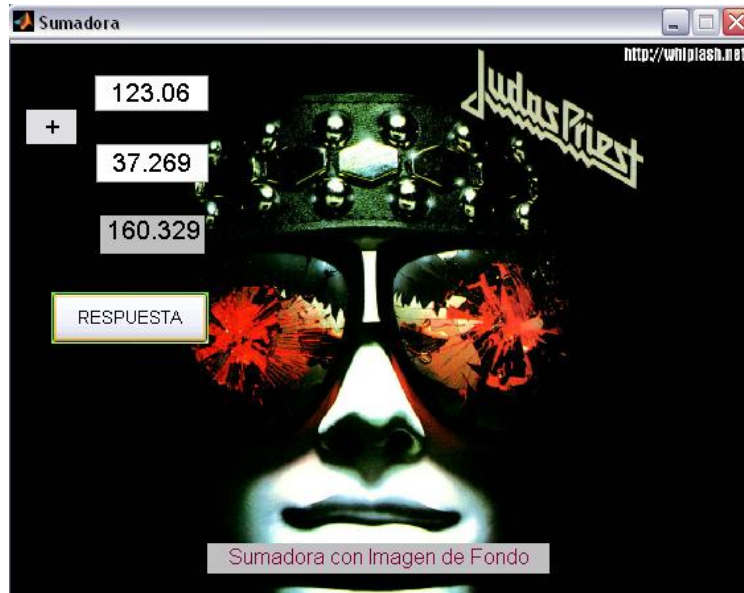 Sumadora
http://whiplash.net
Judas Priest
123.06
+
37.269
160.329
RESPUESTA
Sumadora con Imagen de Fondo